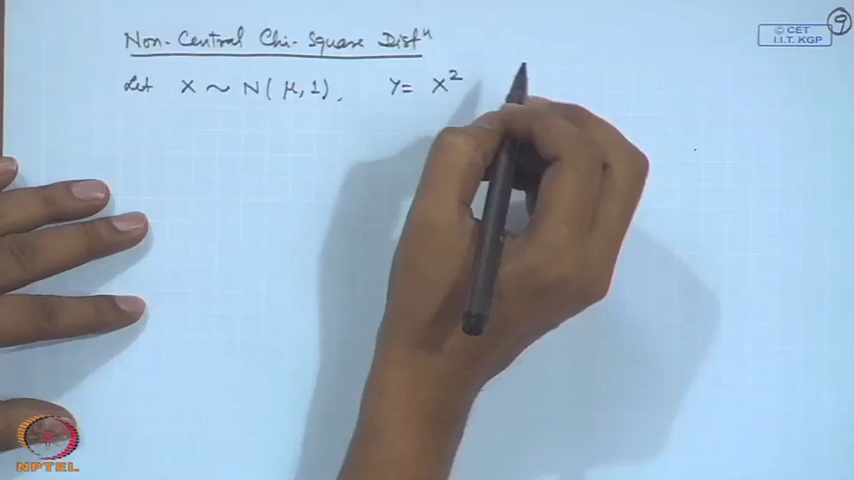 Non-Central Chi-Square Distⁿ
Let X ~ N(μ,1), Y= X²
© CET
I.I.T. KGP
9
NPTEL